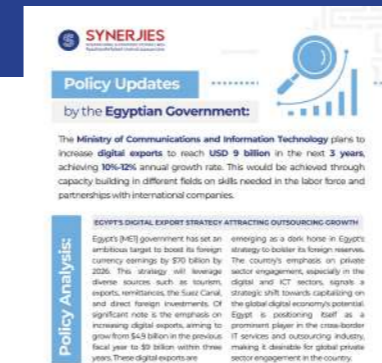 SYNERJIES
Policy Updates
by the Egyptian Government:
The Ministry of Communications and Information Technology plans to
increase digital exports to reach USD 9 billion in the next 3 years,
achieving 10%-12% annual growth rate. This would be achieved through
capacity building in different fields on skills needed in the labor force and
partnerships with international companies.
Policy Analysis:
EGYPT'S DIGITAL EXPORT STRATEGY ATTRACTING OUTSOURCING GROWTH
Egypt's [ME1] government has set an
ambitious target to boost its foreign
currency earnings by $70 billion by
2026. This strategy will leverage
diverse sources such as tourism,
exports, remittances, the Suez Canal,
and direct foreign investments. Of
significant note is the emphasis on
increasing digital exports, aiming to
grow from $4.9 billion in the previous
fiscal year to $9 billion within three
years. These digital exports are
emerging as a dark horse in Egypt's
strategy to bolster its foreign reserves.
The country's emphasis on private
sector engagement, especially in the
digital and ICT sectors, signals a
strategic shift towards capitalizing on
the global digital economy's potential.
Egypt is positioning itself as a
prominent player in the cross-border
IT services and outsourcing industry,
making it desirable for global private
sector engagement in the country.